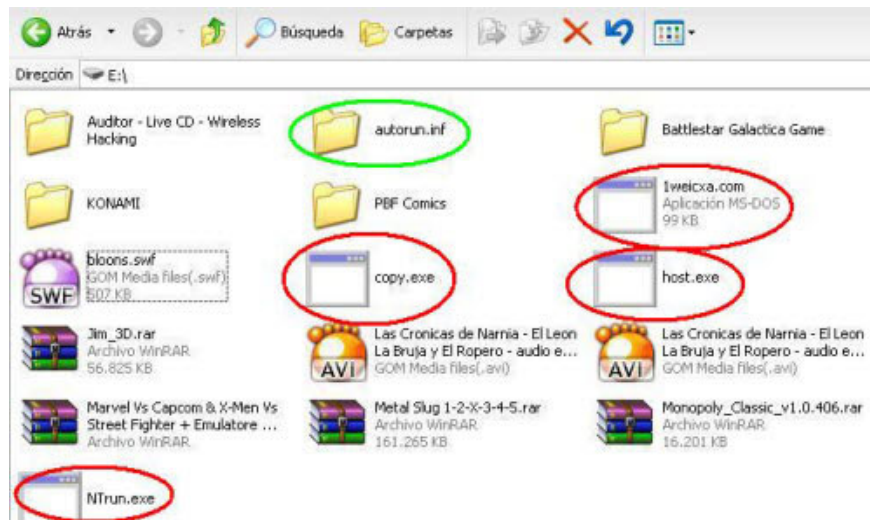 Atrás
Búsqueda
Carpetas
Dirección E:\
Auditor - Live CD - Wireless
Hacking
autorun.inf
Battlestar Galactica Game
KONAMI
PBF Comics
1weicxa.com
Aplicación MS-DOS
99 KB
bloons.swf
GOM Media files(.swf)
507 KB
SWF
copy.exe
host.exe
Jim_3D.rar
Archivo WinRAR
56.825 KB
Las Cronicas de Narnia - El Leon
La Bruja y El Ropero - audio e...
GOM Media files(.avi)
AVI
Las Cronicas de Narnia - El Leon
La Bruja y El Ropero - audio e...
GOM Media files(.avi)
AVI
Marvel Vs Capcom & X-Men Vs
Street Fighter + Emulatore ...
Archivo WinRAR
Metal Slug 1-2-X-3-4-5.rar
Archivo WinRAR
161.265 KB
Monopoly_Classic_v1.0.406.rar
Archivo WinRAR
16.201 KB
NTrun.exe